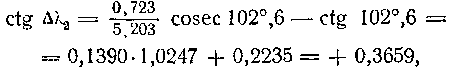 ctg Δλ₂ = 0,723/5,203 cosec 102°,6 — ctg 102°,6 =
= 0,1390·1,0247 + 0,2235 = + 0,3659,